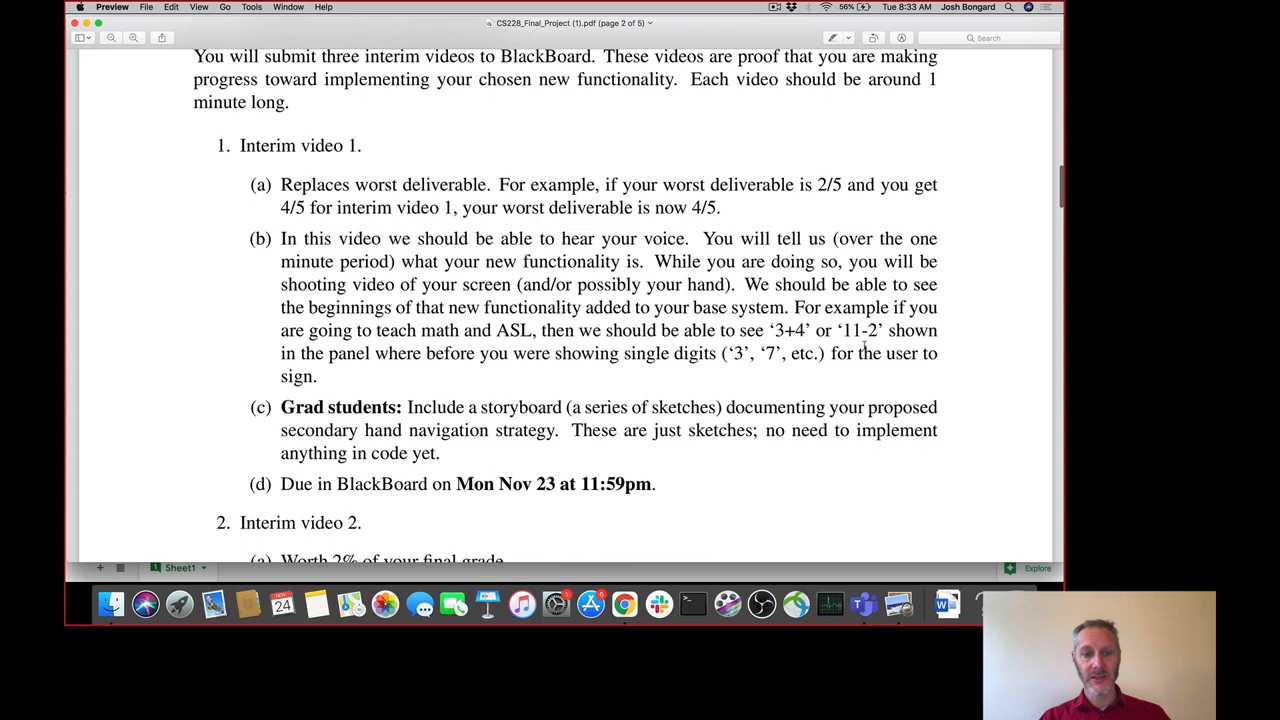 Preview File Edit View Go Tools Window Help 56% Tue 8:33 AM Josh Bongard
CS228_Final_Project (1).pdf (page 2 of 5)
Search
You will submit three interim videos to BlackBoard. These videos are proof that you are making
progress toward implementing your chosen new functionality. Each video should be around 1
minute long.
1. Interim video 1.
(a) Replaces worst deliverable. For example, if your worst deliverable is 2/5 and you get
4/5 for interim video 1, your worst deliverable is now 4/5.
(b) In this video we should be able to hear your voice. You will tell us (over the one
minute period) what your new functionality is. While you are doing so, you will be
shooting video of your screen (and/or possibly your hand). We should be able to see
the beginnings of that new functionality added to your base system. For example if you
are going to teach math and ASL, then we should be able to see ‘3+4’ or ‘11-2’ shown
in the panel where before you were showing single digits (‘3’, ‘7’, etc.) for the user to
sign.
(c) Grad students: Include a storyboard (a series of sketches) documenting your proposed
secondary hand navigation strategy. These are just sketches; no need to implement
anything in code yet.
(d) Due in BlackBoard on Mon Nov 23 at 11:59pm.
2. Interim video 2.
(a) Worth 2% of your final grade.
1 Sheet1 Explore
NOV
24
1
6
W